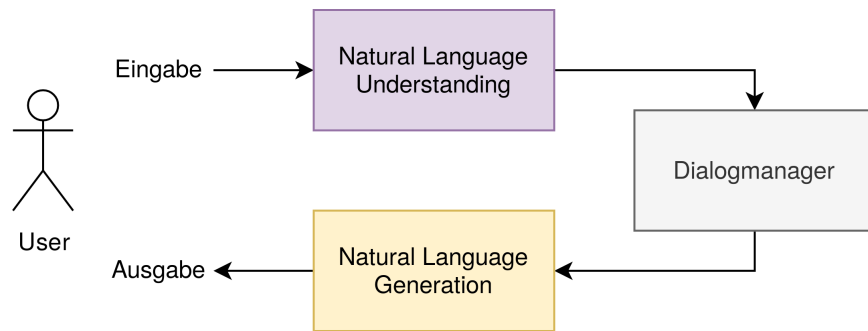 Eingabe
Natural Language
Understanding
Dialogmanager
User
Ausgabe
Natural Language
Generation